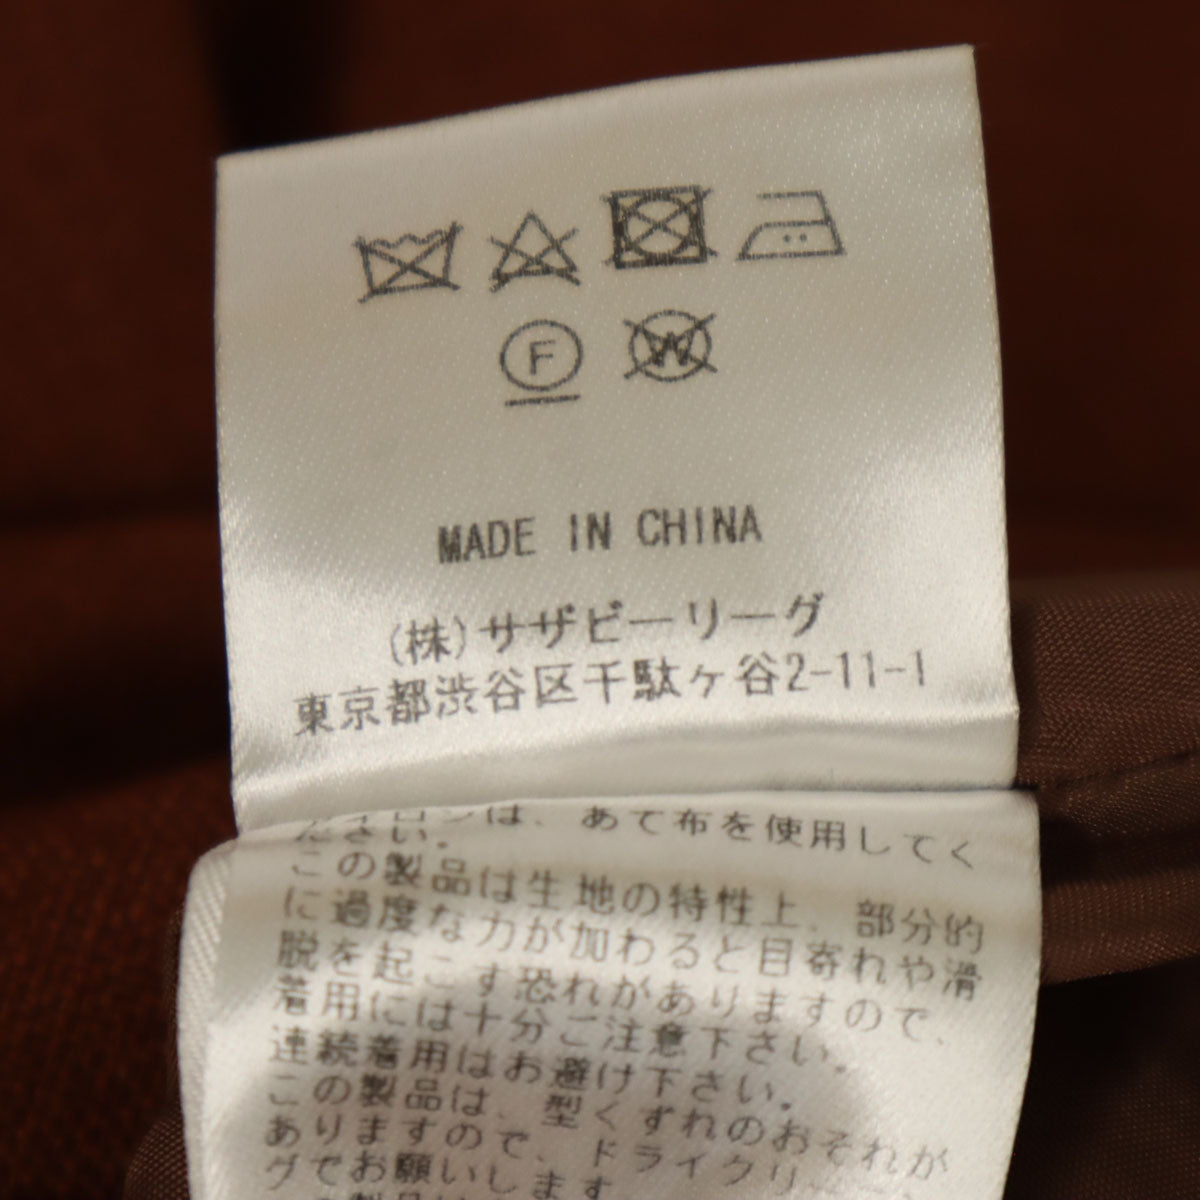 F
W
MADE IN CHINA
(株)サザビーリーグ
東京都渋谷区千駄ヶ谷2-11-1
は、あて布を使用してく
ださい。
この製品は生地の特性上、部分的
に過度な力が加わると目寄れや滑
脱を起こす恐れがありますので、
着用には十分ご注意下さい。
連続着用はお避け下さい。
この製品は、型くずれのおそれが
ありますので、ドライクリー
グでお願いします